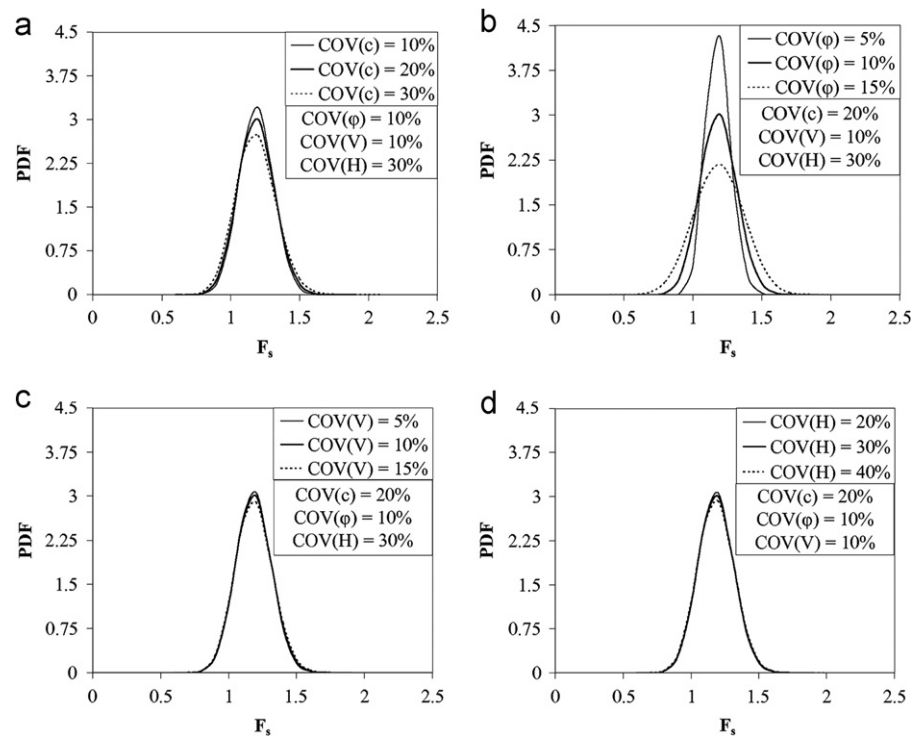 a
4.5
3.75
3
2.25
1.5
0.75
0
PDF
0 0.5 1 1.5 2 2.5
Fs
COV(c) = 10%
COV(c) = 20%
COV(c) = 30%
COV(φ) = 10%
COV(V) = 10%
COV(H) = 30%
b
4.5
3.75
3
2.25
1.5
0.75
0
PDF
0 0.5 1 1.5 2 2.5
Fs
COV(φ) = 5%
COV(φ) = 10%
COV(φ) = 15%
COV(c) = 20%
COV(V) = 10%
COV(H) = 30%
c
4.5
3.75
3
2.25
1.5
0.75
0
PDF
0 0.5 1 1.5 2 2.5
Fs
COV(V) = 5%
COV(V) = 10%
COV(V) = 15%
COV(c) = 20%
COV(φ) = 10%
COV(H) = 30%
d
4.5
3.75
3
2.25
1.5
0.75
0
PDF
0 0.5 1 1.5 2 2.5
Fs
COV(H) = 20%
COV(H) = 30%
COV(H) = 40%
COV(c) = 20%
COV(φ) = 10%
COV(V) = 10%